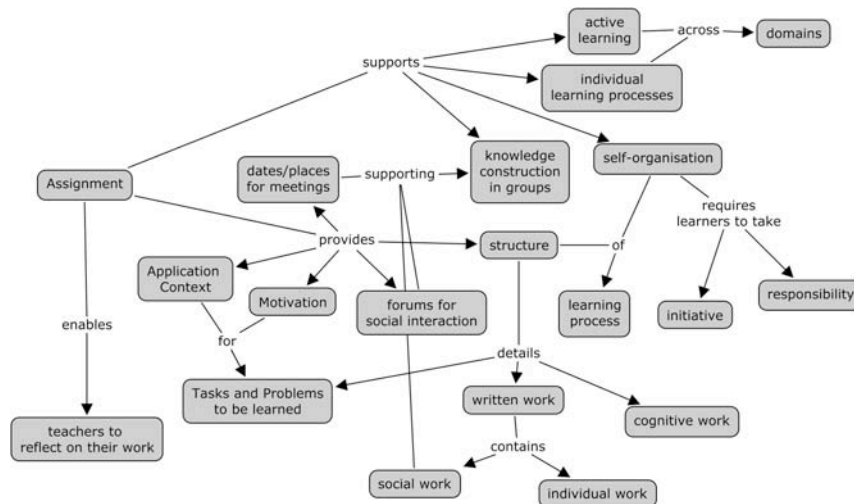 active
learning
across
domains
supports
individual
learning processes
Assignment
dates/places
for meetings
supporting
knowledge
construction
in groups
self-organisation
requires
learners to take
provides
structure
of
Application
Context
Motivation
forums for
social interaction
learning
process
initiative
responsibility
enables
for
details
Tasks and Problems
to be learned
written work
cognitive work
teachers to
reflect on their work
contains
social work
individual work